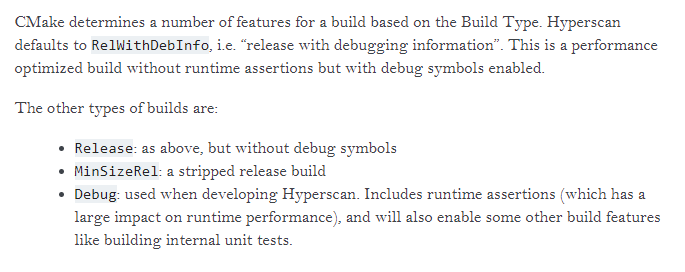 CMake determines a number of features for a build based on the Build Type. Hyperscan
defaults to RelWithDebInfo, i.e. “release with debugging information”. This is a performance
optimized build without runtime assertions but with debug symbols enabled.
The other types of builds are:
• Release: as above, but without debug symbols
• MinSizeRel: a stripped release build
• Debug: used when developing Hyperscan. Includes runtime assertions (which has a
large impact on runtime performance), and will also enable some other build features
like building internal unit tests.